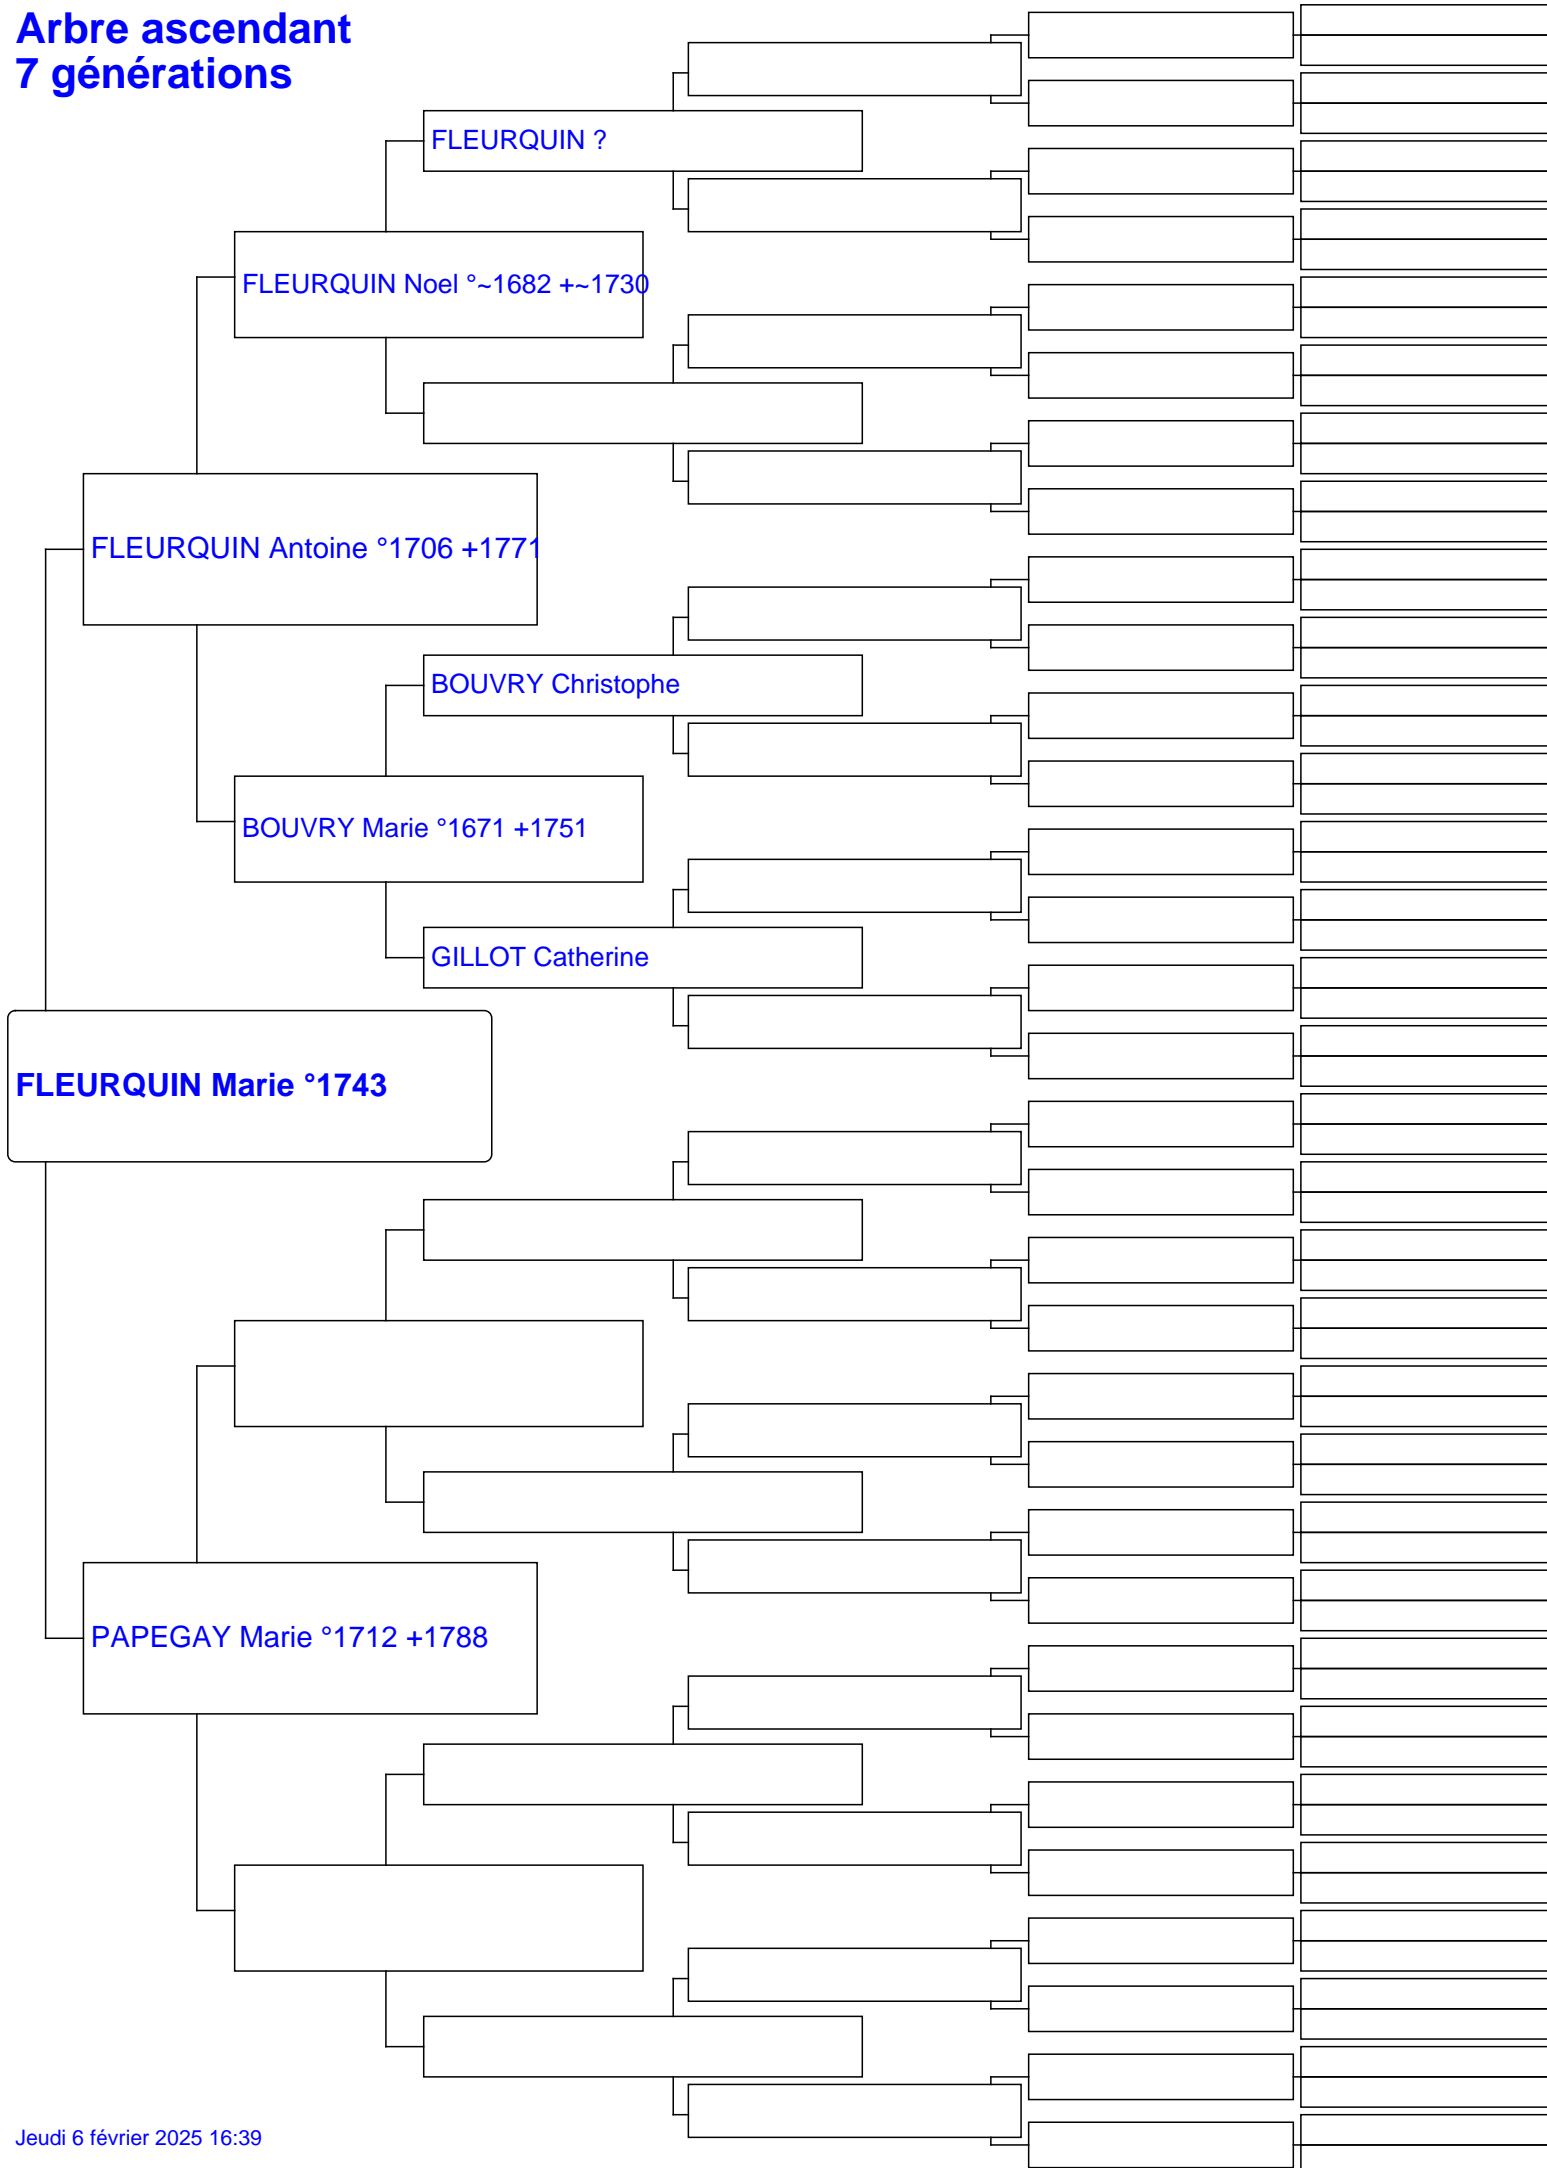 Arbre ascendant
7 générations
FLEURQUIN ?
FLEURQUIN Noel °~1682 +~1730
FLEURQUIN Antoine °1706 +1771
BOUVRY Christophe
BOUVRY Marie °1671 +1751
GILLOT Catherine
FLEURQUIN Marie °1743
PAPEGAY Marie °1712 +1788
Jeudi 6 février 2025 16:39